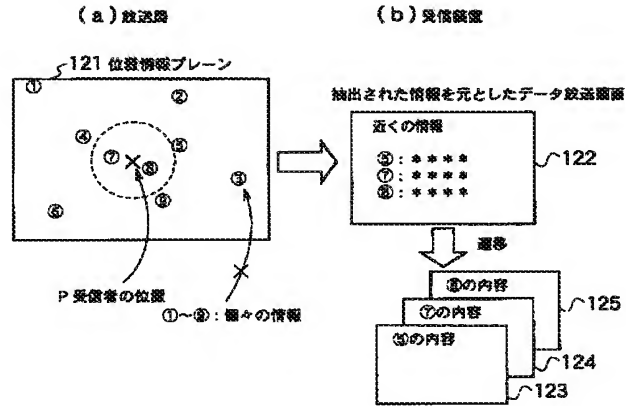 (a)放送局
121 位置情報プレーン
①
②
④
⑤
⑦
⑧
③
⑥
⑨
P 受信者の位置
①〜⑨:個々の情報
(b)受信装置
抽出された情報を元としたデータ放送画面
近くの情報
⑤:****
⑦:****
⑧:****
122
遷移
⑧の内容
⑦の内容
⑤の内容
125
124
123